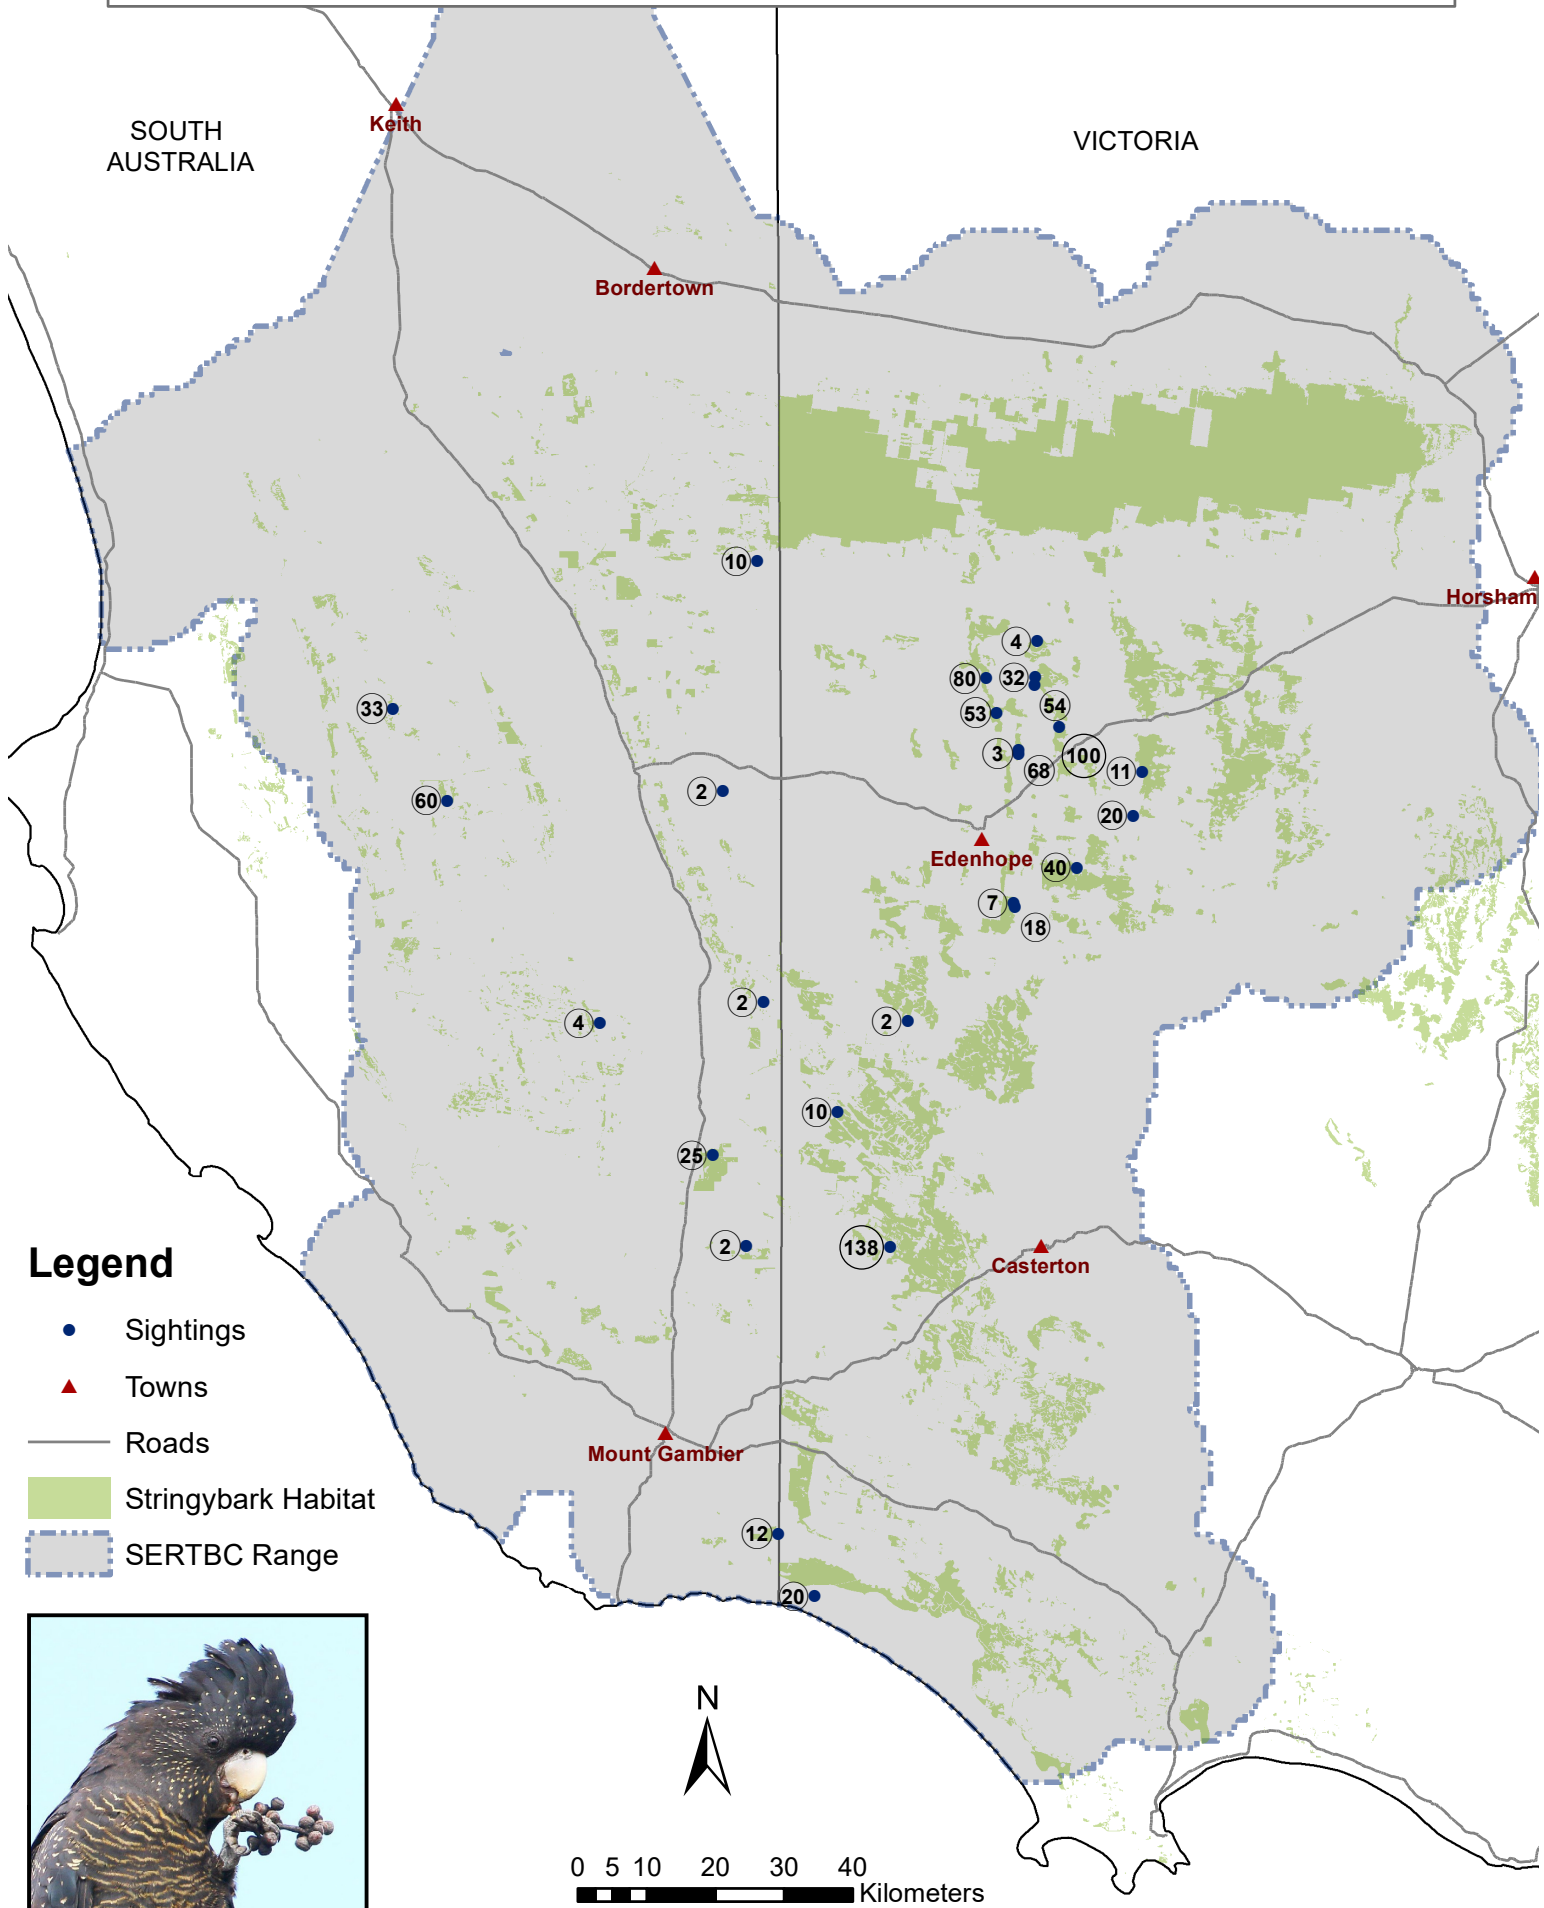 Keith
SOUTH
AUSTRALIA
VICTORIA
Bordertown
10
Horsham
4
80
32
33
53
54
3
68
100
11
2
60
20
Edenhope
40
7
18
2
4
2
10
25
2
138
Casterton
Legend
Sightings
Towns
Roads
Mount Gambier
Stringybark Habitat
12
SERTBC Range
20
N
0 5 10 20 30 40
Kilometers